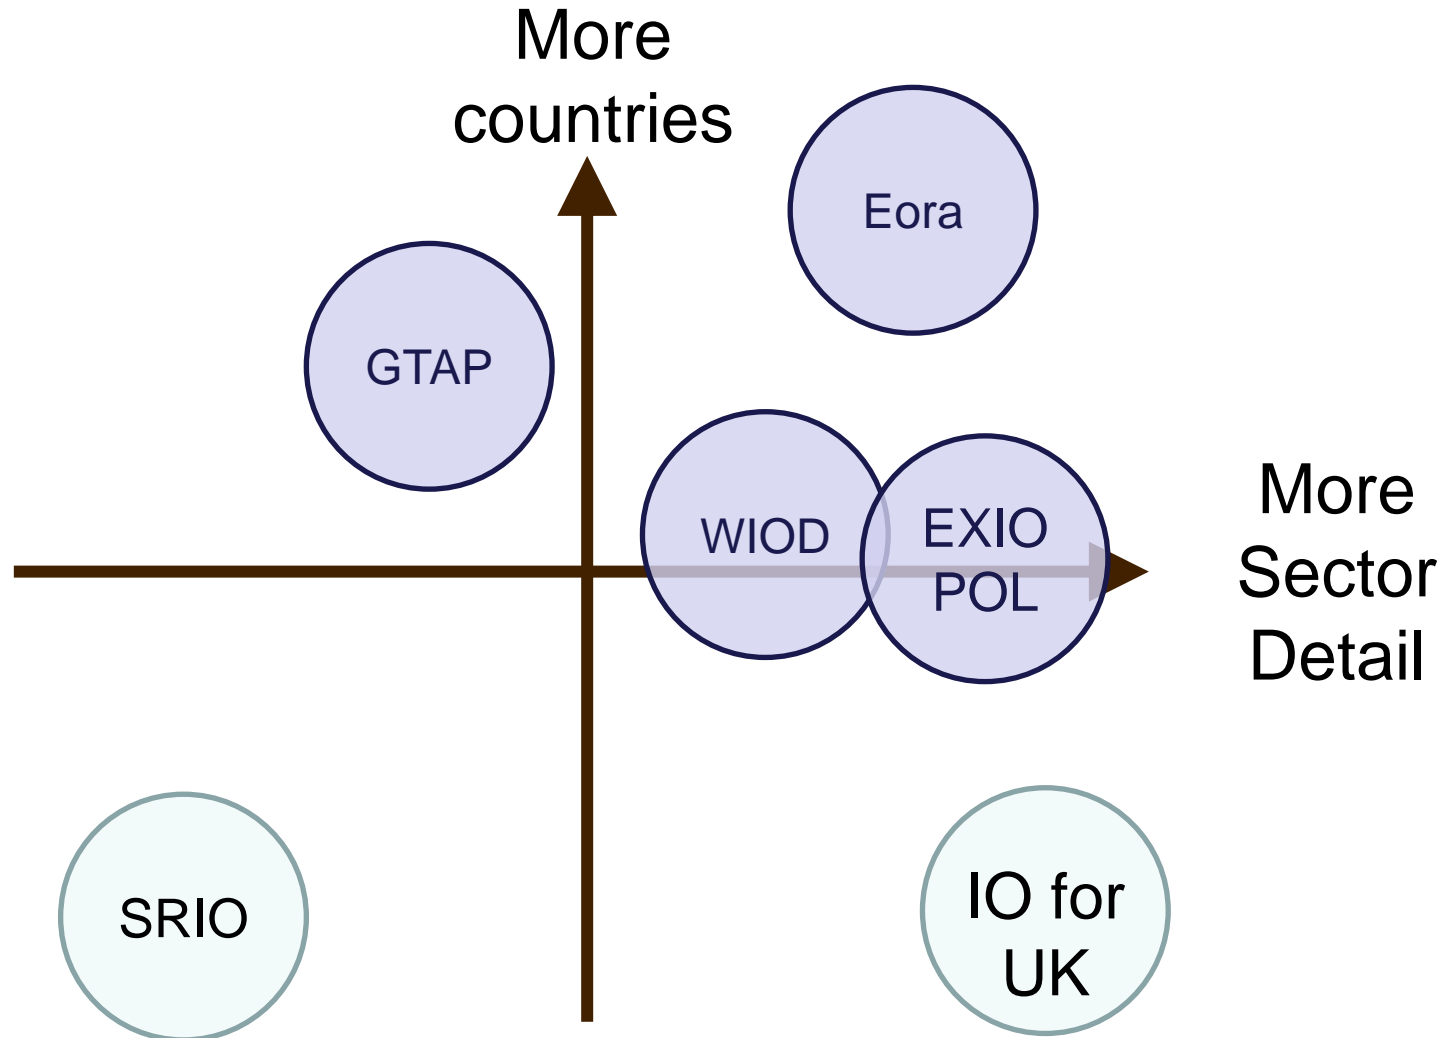 More
countries
Eora
GTAP
WIOD
EXIO
POL
More
Sector
Detail
SRIO
IO for
UK